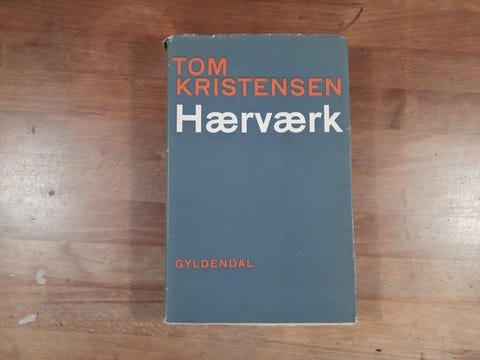 TOM
KRISTENSEN
Hærværk
GYLDENDAL